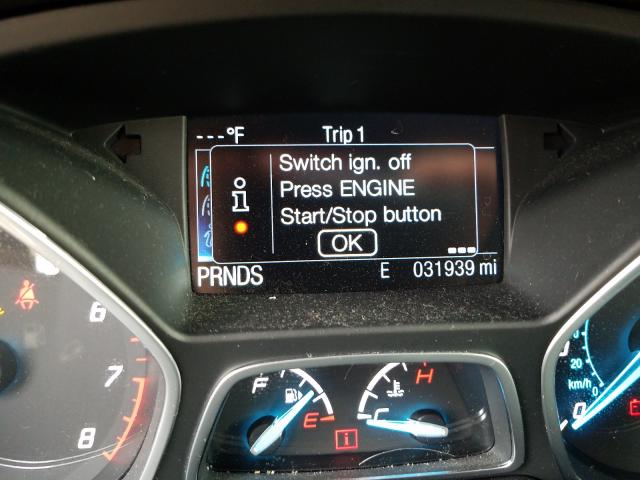 ---°F Trip 1
Switch ign. off
Press ENGINE
Start/Stop button
OK
PRNDS E 031939 mi
6
7
8
F
E
H
C
20
km/h
0
0